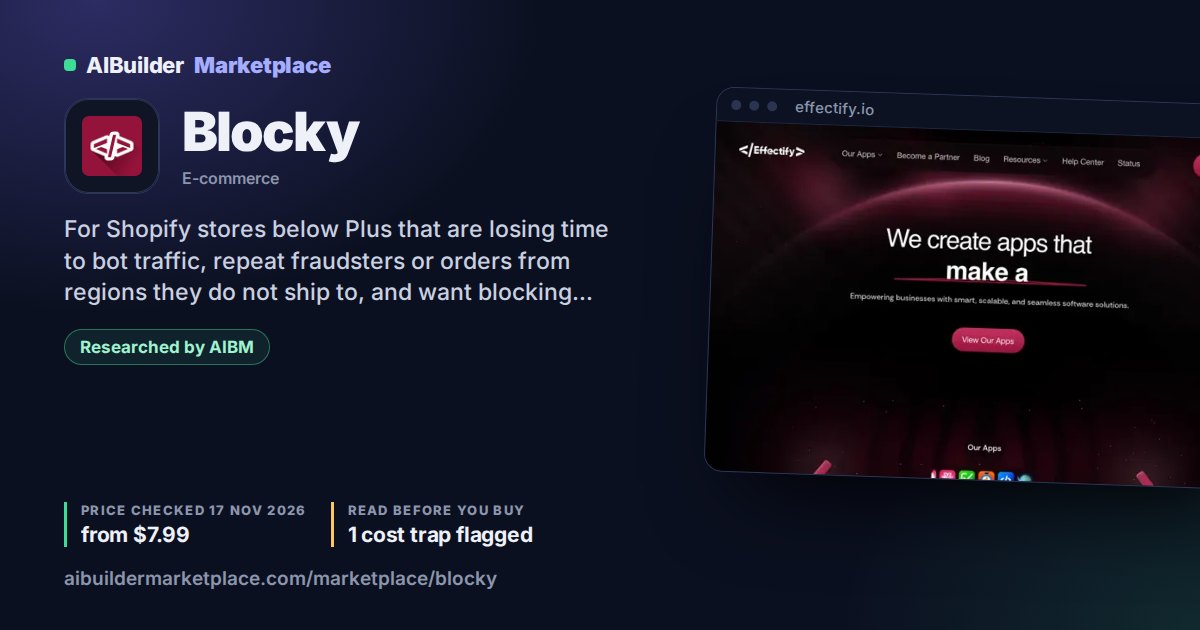 AIBuilder Marketplace
Blocky
E-commerce
For Shopify stores below Plus that are losing time
to bot traffic, repeat fraudsters or orders from
regions they do not ship to, and want blocking...
Researched by AIBM
PRICE CHECKED 17 NOV 2026
from $7.99
READ BEFORE YOU BUY
1 cost trap flagged
aibuildermarketplace.com/marketplace/blocky
effectify.io
</Effectify>
Our Apps
Become a Partner
Blog
Resources
Help Center
Status
We create apps that
make a
Empowering businesses with smart, scalable, and seamless software solutions.
View Our Apps
Our Apps